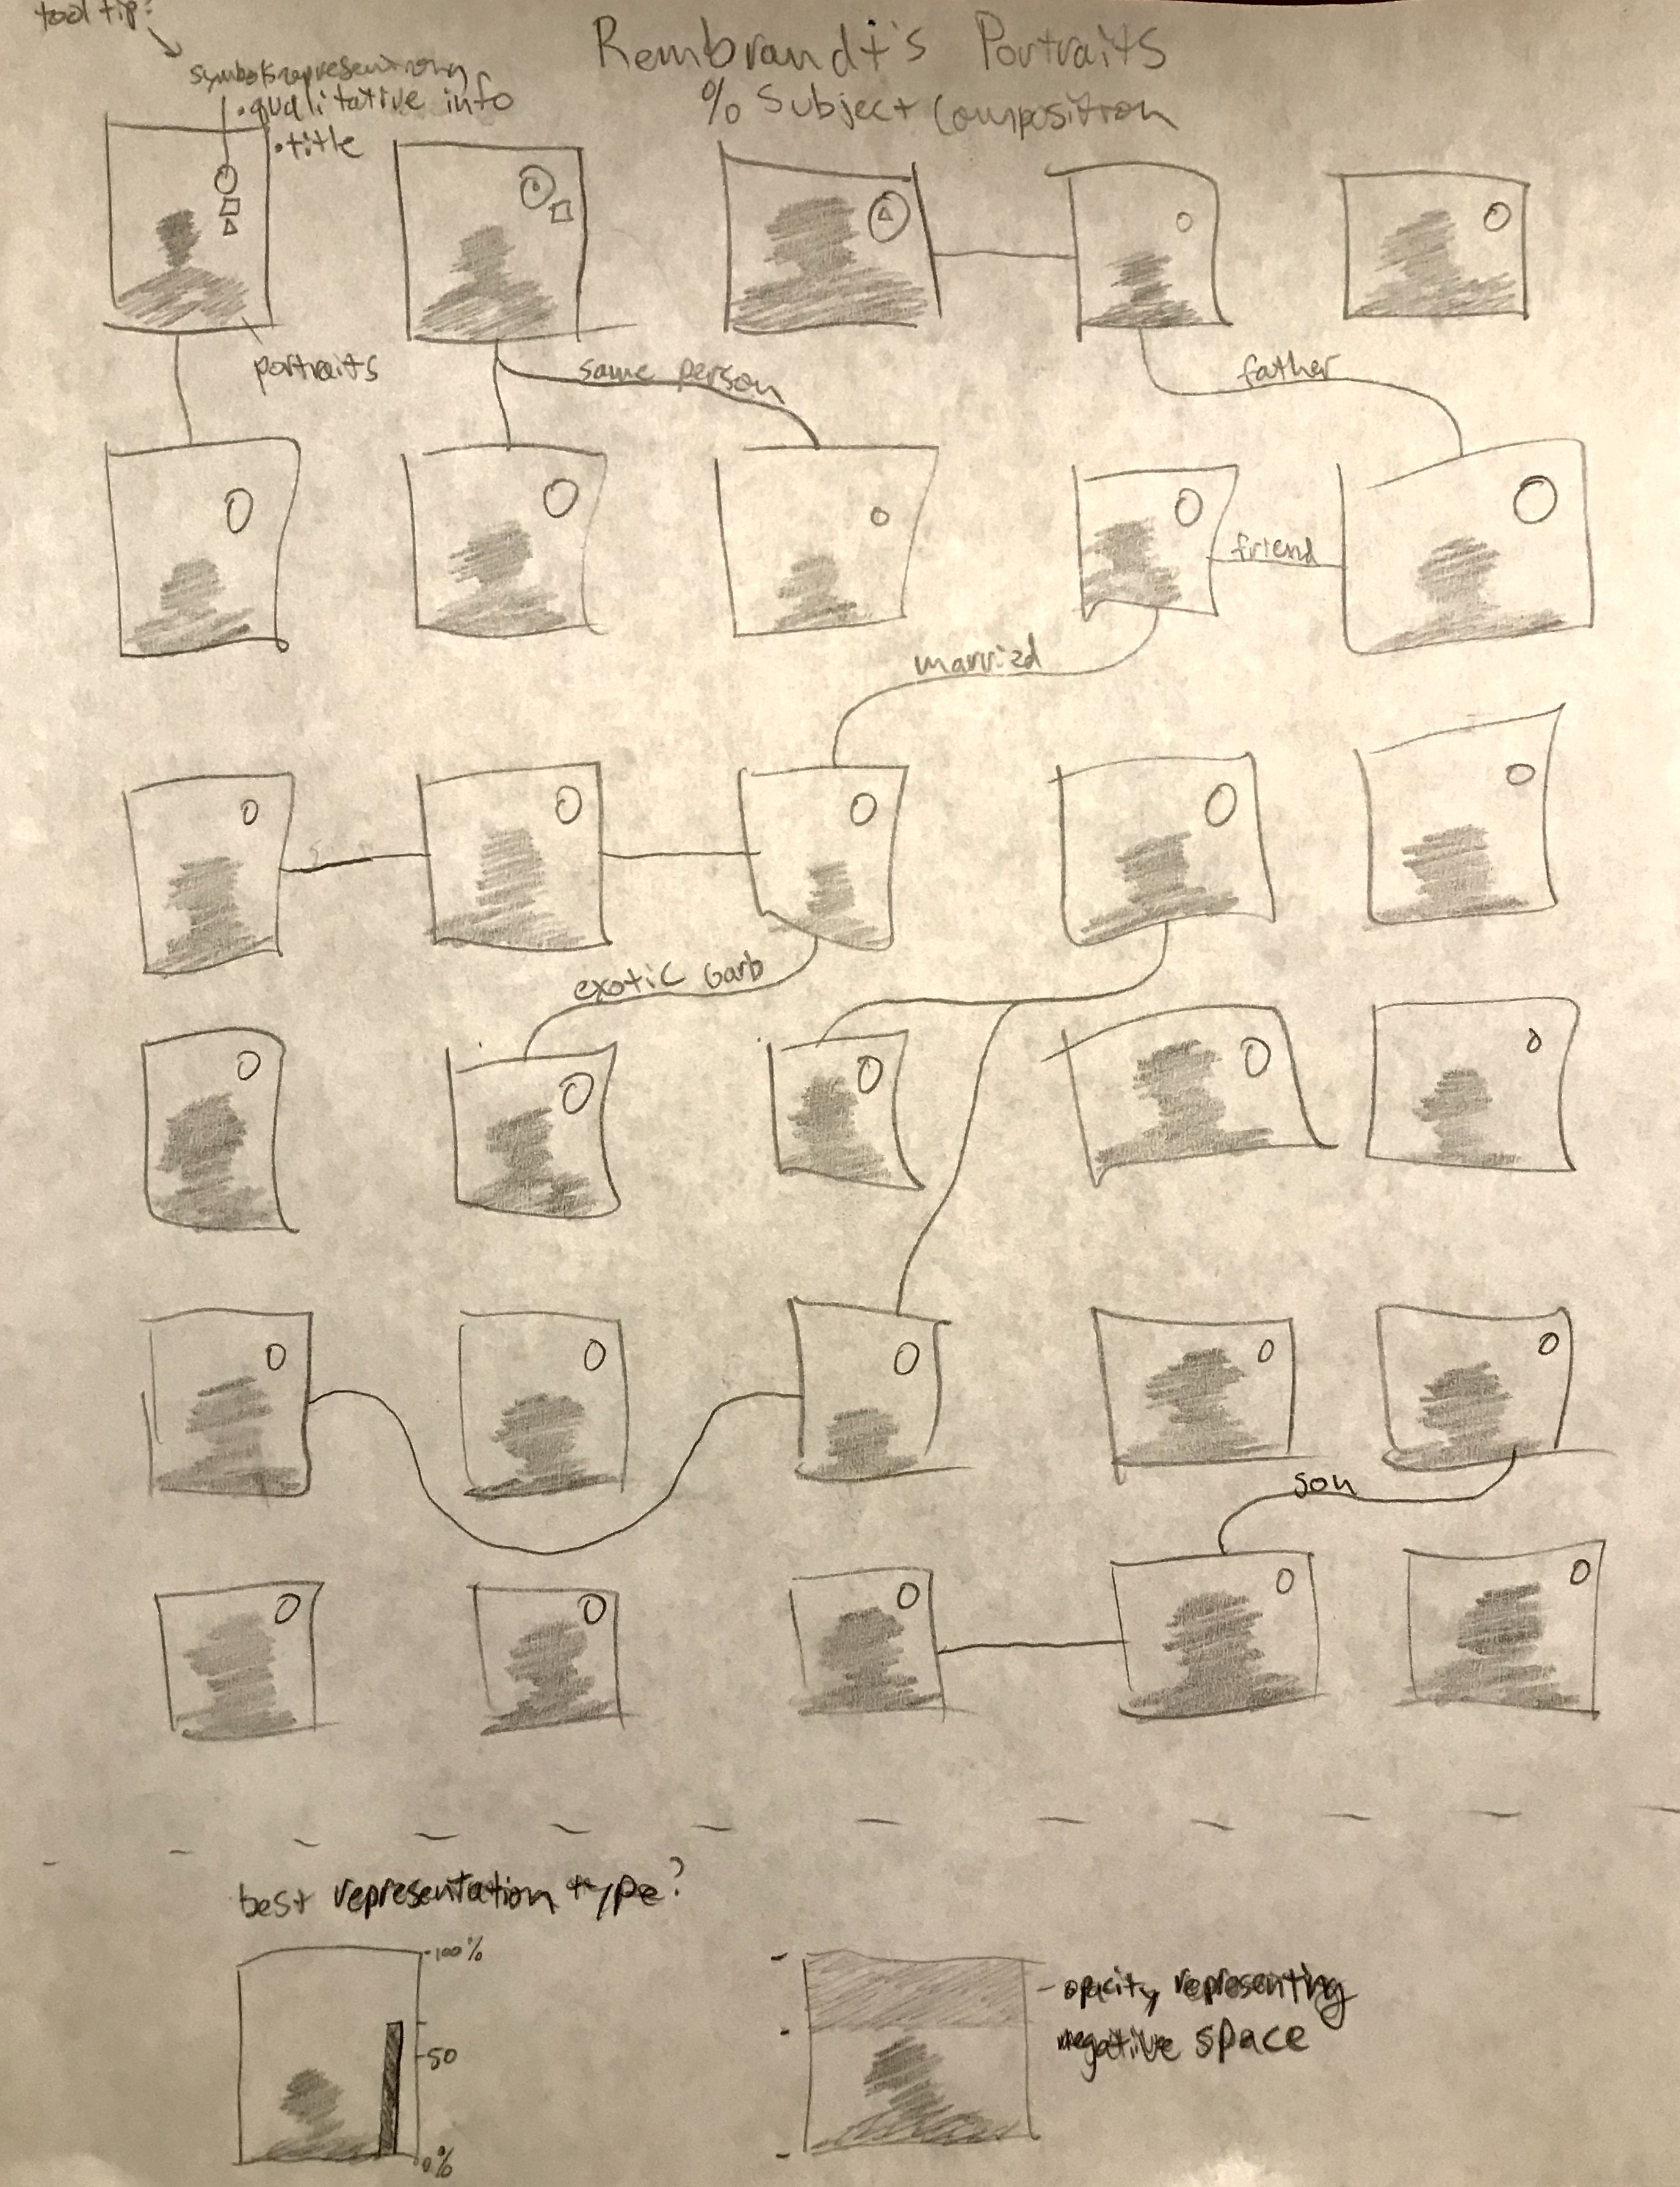 tool tip:
Rembrandt's Portraits
% Subject Composition
symbols representing
• qualitative info
• title
portraits
same person
father
friend
married
exotic Garb
son
best representation type?
100%
50
0%
opacity representing
negative space